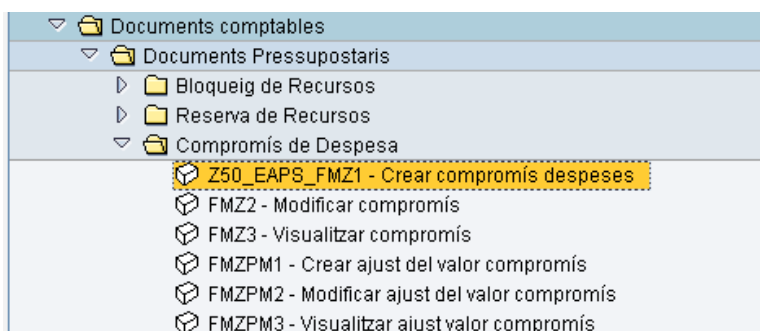 Documents comptables
Documents Pressupostaris
Bloqueig de Recursos
Reserva de Recursos
Compromís de Despesa
Z50_EAPS_FMZ1 - Crear compromís despeses
FMZ2 - Modificar compromís
FMZ3 - Visualitzar compromís
FMZPM1 - Crear ajust del valor compromís
FMZPM2 - Modificar ajust del valor compromís
FMZPM3 - Visualitzar ajust valor compromís